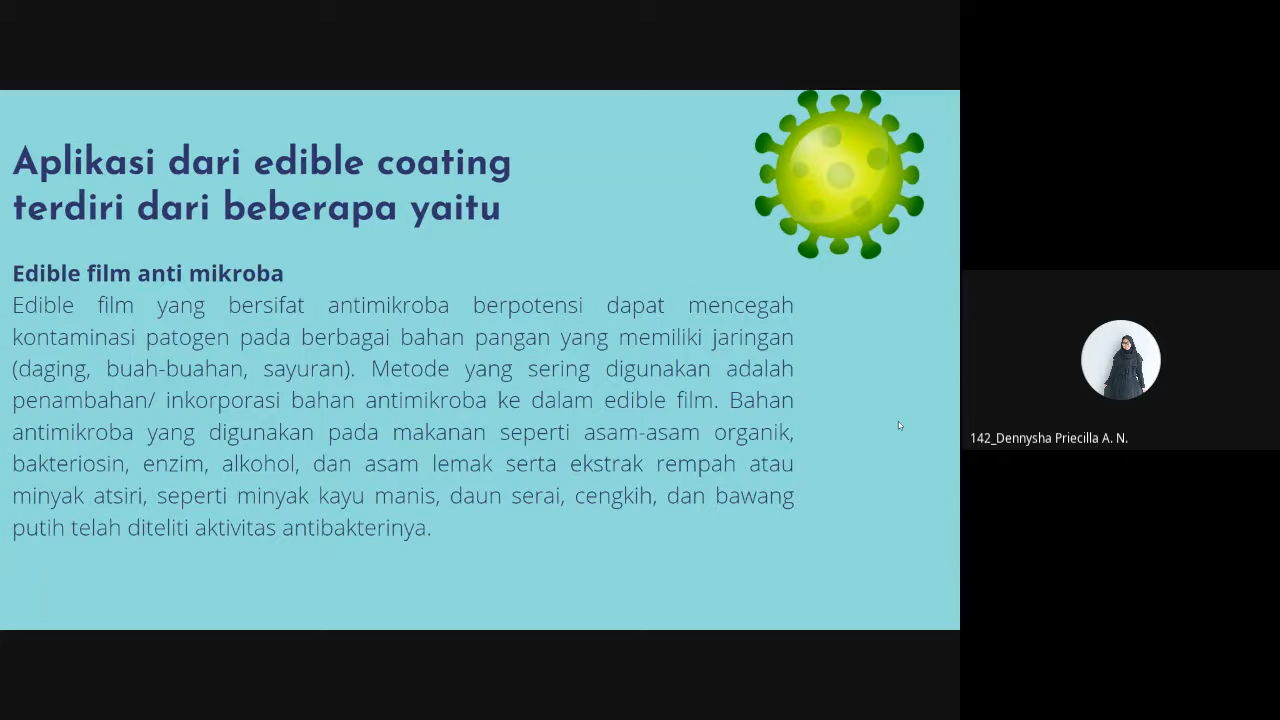 Aplikasi dari edible coating
terdiri dari beberapa yaitu
Edible film anti mikroba
Edible film yang bersifat antimikroba berpotensi dapat mencegah
kontaminasi patogen pada berbagai bahan pangan yang memiliki jaringan
(daging, buah-buahan, sayuran). Metode yang sering digunakan adalah
penambahan/ inkorporasi bahan antimikroba ke dalam edible film. Bahan
antimikroba yang digunakan pada makanan seperti asam-asam organik,
bakteriosin, enzim, alkohol, dan asam lemak serta ekstrak rempah atau
minyak atsiri, seperti minyak kayu manis, daun serai, cengkih, dan bawang
putih telah diteliti aktivitas antibakterinya.
142_Dennysha Priecilla A. N.